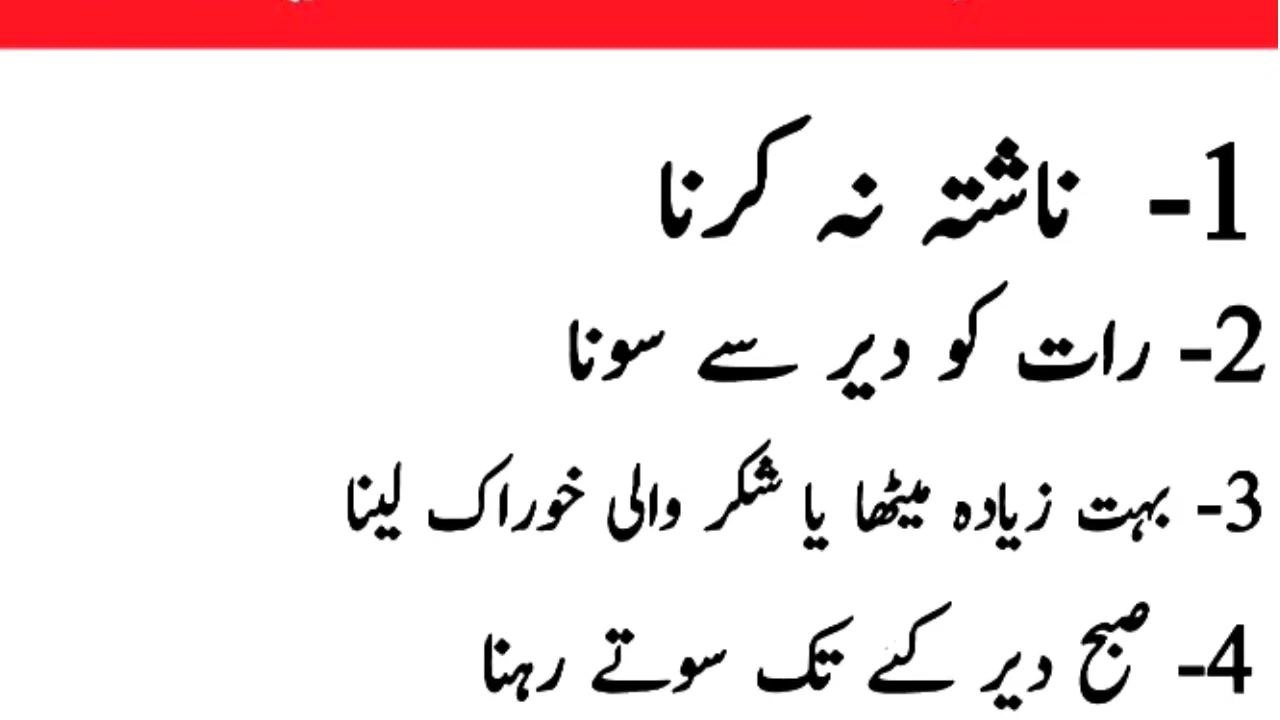 1- ناشتہ نہ کرنا
2- رات کو دیر سے سونا
3- بہت زیادہ میٹھا یا شکر والی خوراک لینا
4- صبح دیر کئے تک سوتے رہنا